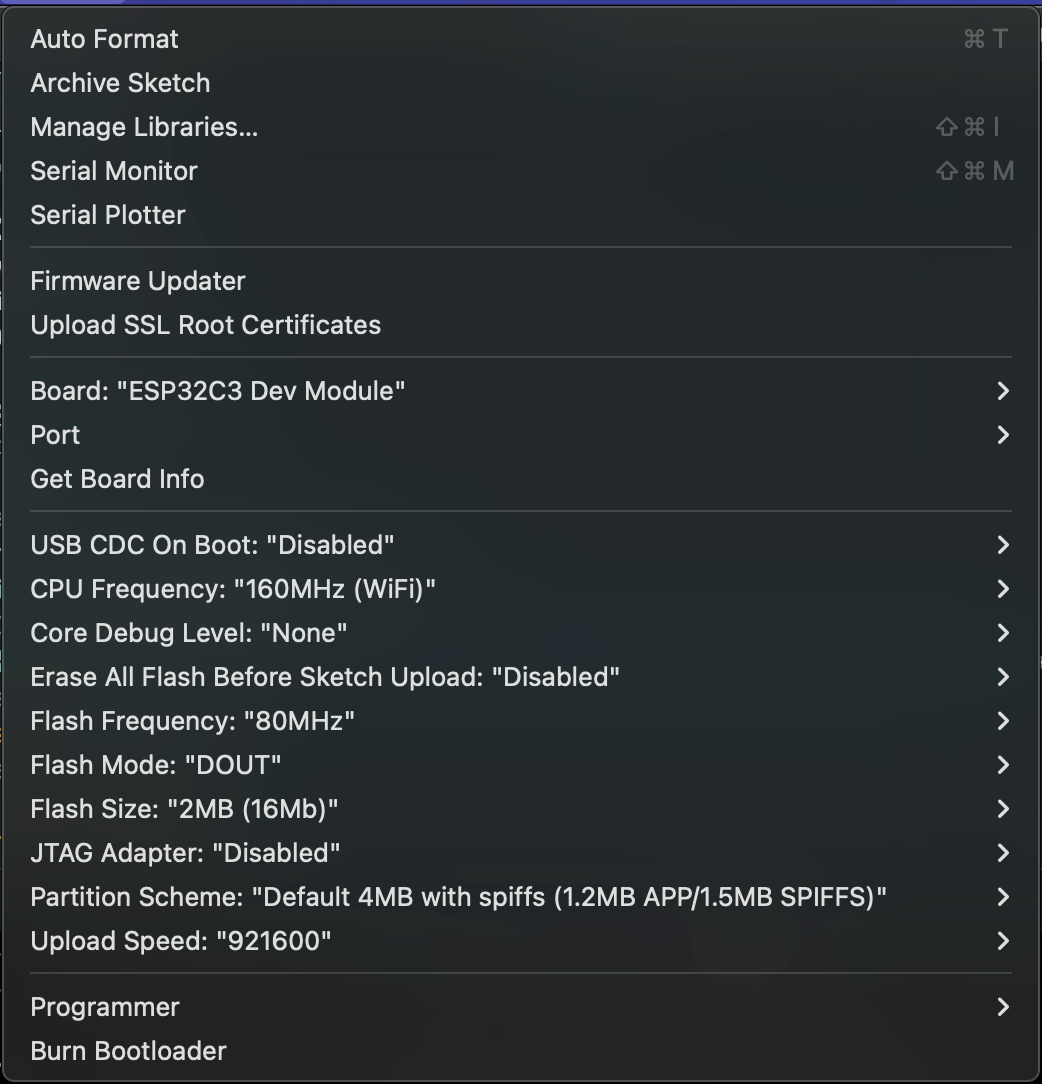 Auto Format ⌘ T
Archive Sketch
Manage Libraries... ⇧ ⌘ I
Serial Monitor ⇧ ⌘ M
Serial Plotter
Firmware Updater
Upload SSL Root Certificates
Board: "ESP32C3 Dev Module"
Port
Get Board Info
USB CDC On Boot: "Disabled"
CPU Frequency: "160MHz (WiFi)"
Core Debug Level: "None"
Erase All Flash Before Sketch Upload: "Disabled"
Flash Frequency: "80MHz"
Flash Mode: "DOUT"
Flash Size: "2MB (16Mb)"
JTAG Adapter: "Disabled"
Partition Scheme: "Default 4MB with spiffs (1.2MB APP/1.5MB SPIFFS)"
Upload Speed: "921600"
Programmer
Burn Bootloader